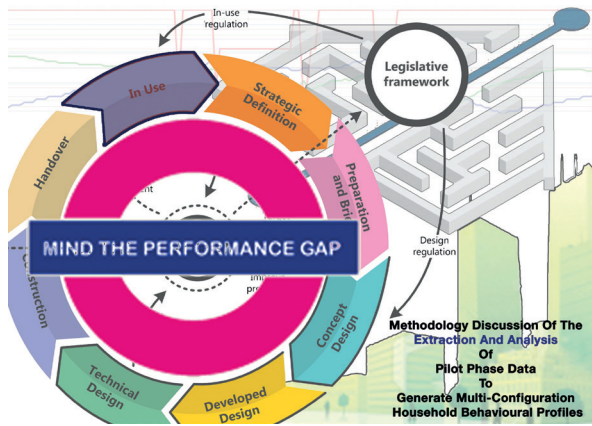 In-use
regulation
Legislative
framework
In Use
Strategic
Definition
Handover
Preparation
and
MIND THE PERFORMANCE GAP
Design
regulation
Construction
Concept
Design
Technical
Design
Developed
Design
Methodology Discussion Of The
Extraction And Analysis
Of
Pilot Phase Data
To
Generate Multi-Configuration
Household Behavioural Profiles